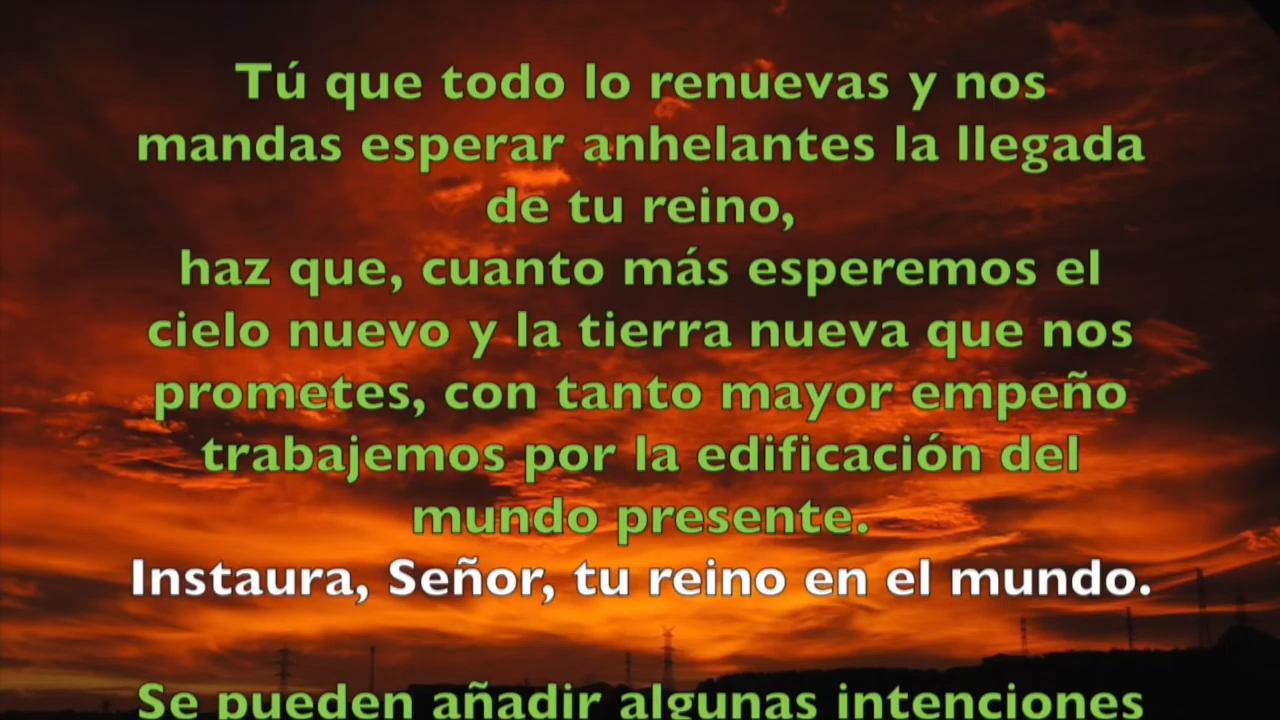 Tú que todo lo renuevas y nos
mandas esperar anhelantes la llegada
de tu reino,
haz que, cuanto más esperemos el
cielo nuevo y la tierra nueva que nos
prometes, con tanto mayor empeño
trabajemos por la edificación del
mundo presente.
Instaura, Señor, tu reino en el mundo.
Se pueden añadir algunas intenciones